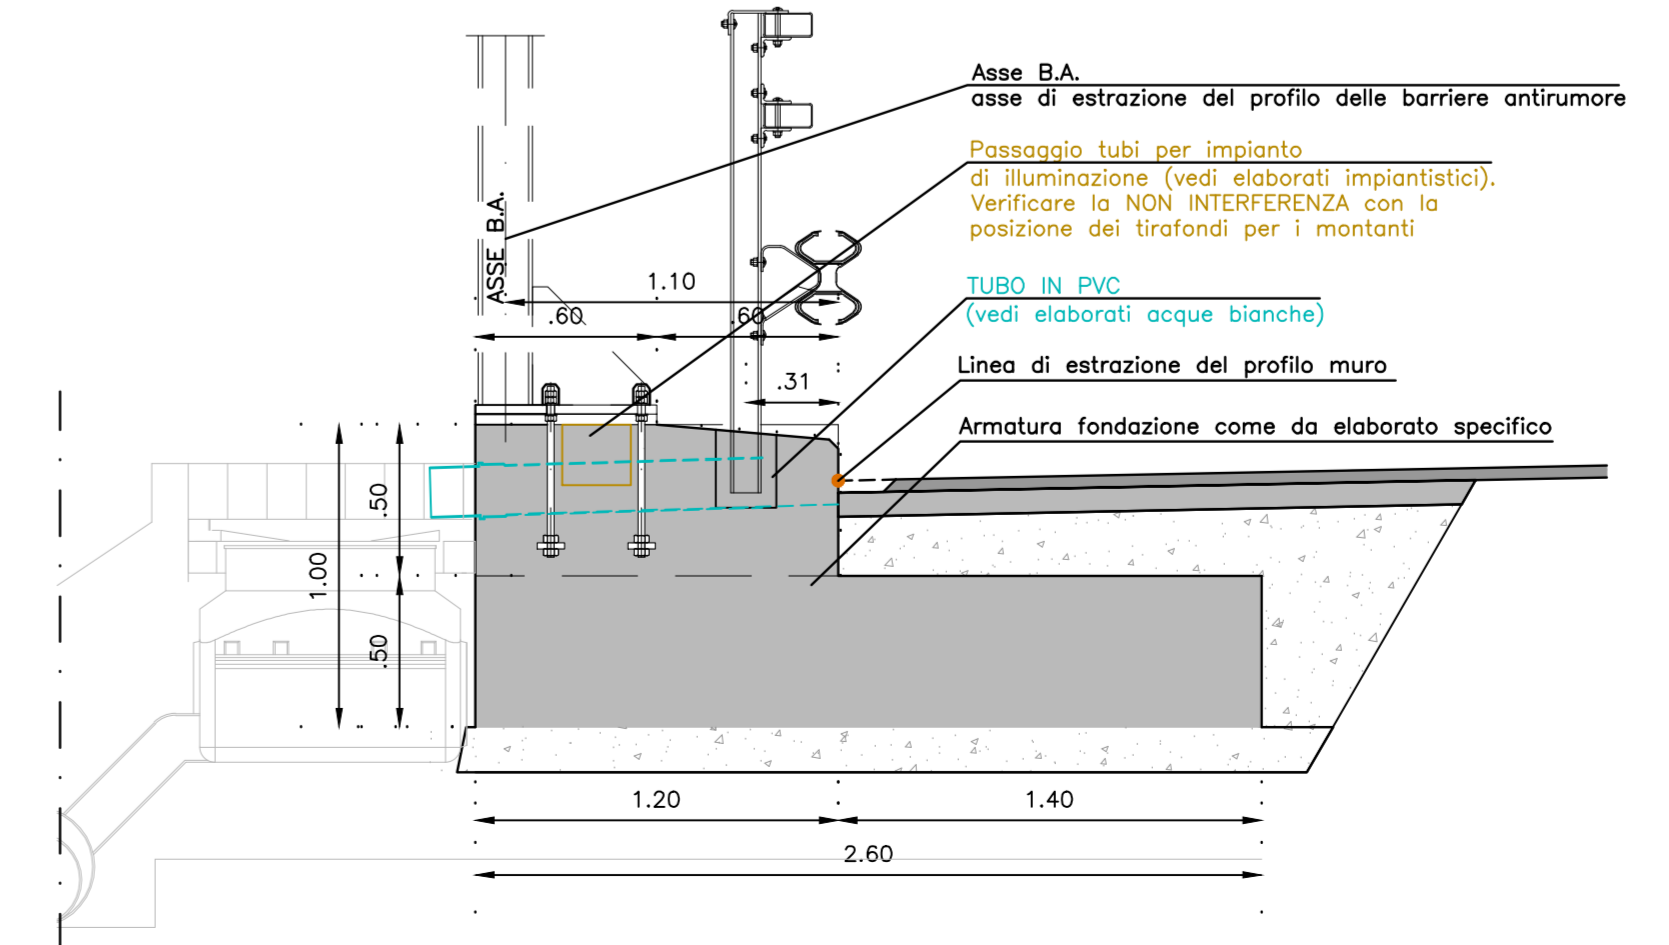 Asse B.A.
asse di estrazione del profilo delle barriere antirumore
Passaggio tubi per impianto
di illuminazione (vedi elaborati impiantistici).
Verificare la NON INTERFERENZA con la
posizione dei tirafondi per i montanti
ASSE B.A.
1.10
TUBO IN PVC
(vedi elaborati acque bianche)
.60
.60
Linea di estrazione del profilo muro
.31
Armatura fondazione come da elaborato specifico
.50
1.00
.50
1.20
1.40
2.60